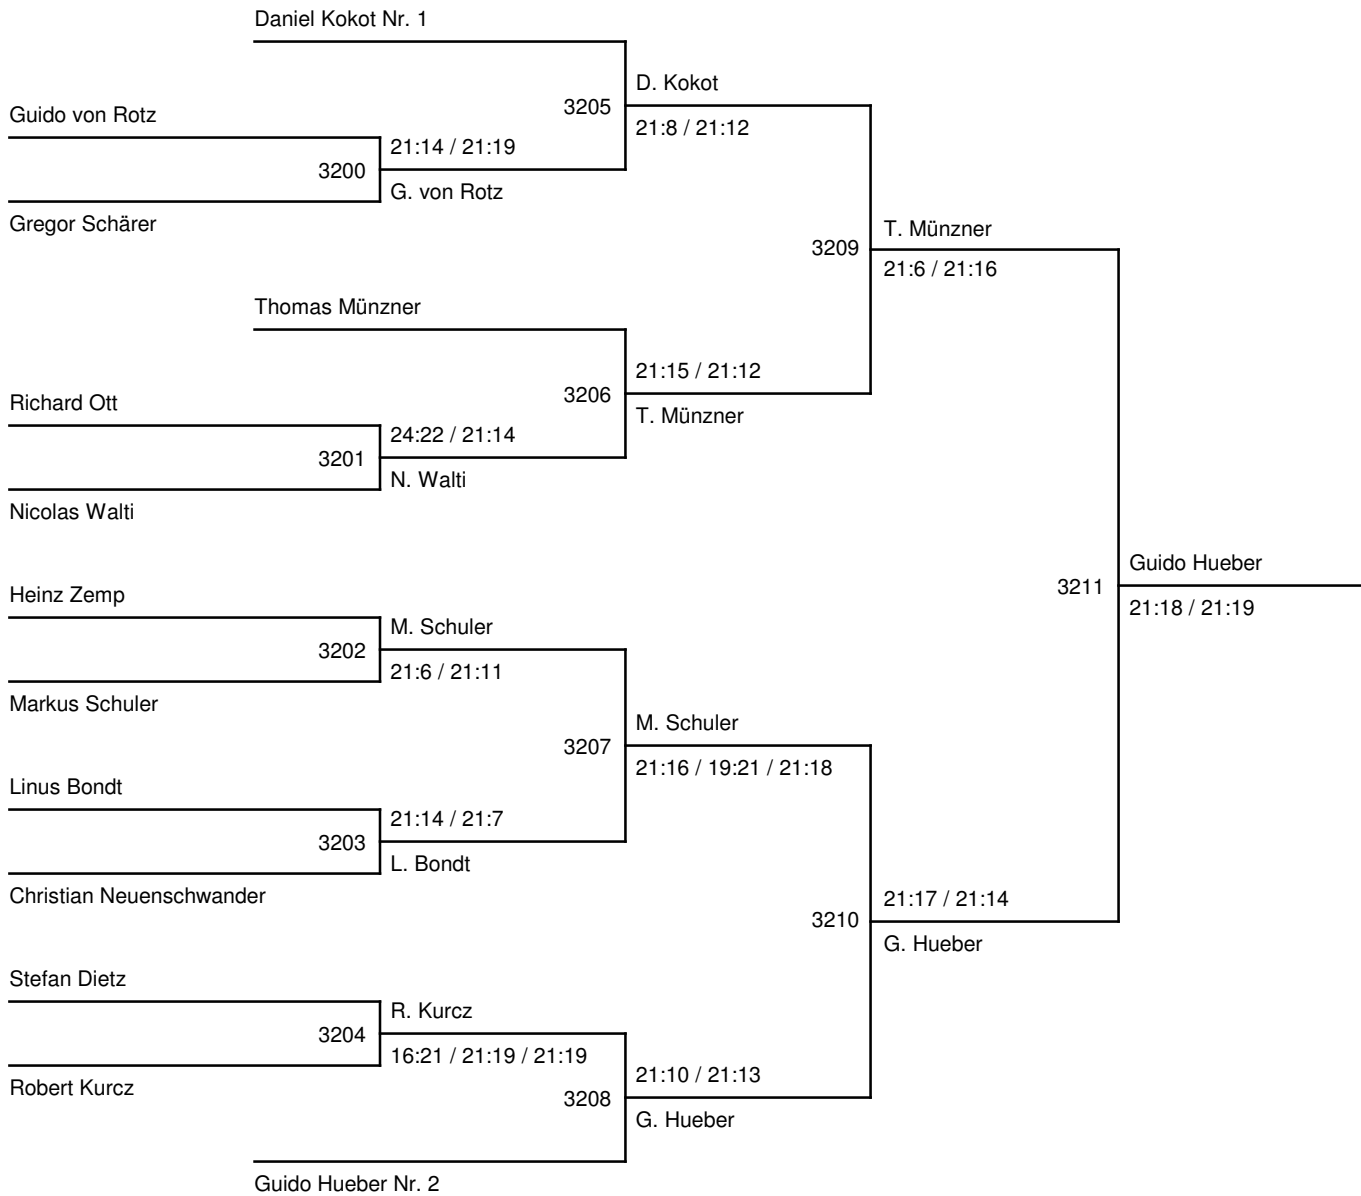 Daniel Kokot Nr. 1
D. Kokot
3205
Guido von Rotz
21:8 / 21:12
21:14 / 21:19
3200
G. von Rotz
Gregor Schärer
T. Münzner
3209
21:6 / 21:16
Thomas Münzner
21:15 / 21:12
3206
Richard Ott
T. Münzner
24:22 / 21:14
3201
N. Walti
Nicolas Walti
Guido Hueber
3211
21:18 / 21:19
Heinz Zemp
M. Schuler
3202
21:6 / 21:11
Markus Schuler
M. Schuler
3207
21:16 / 19:21 / 21:18
Linus Bondt
21:14 / 21:7
3203
L. Bondt
Christian Neuenschwander
21:17 / 21:14
3210
G. Hueber
Stefan Dietz
R. Kurcz
3204
16:21 / 21:19 / 21:19
Robert Kurcz
21:10 / 21:13
3208
G. Hueber
Guido Hueber Nr. 2